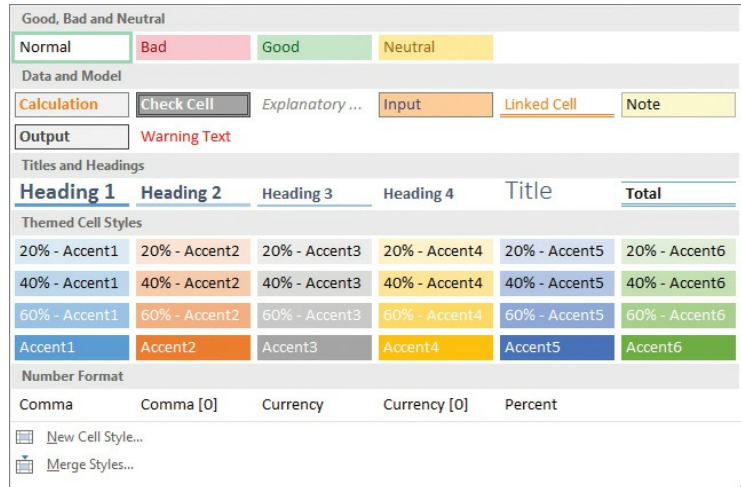 Good, Bad and Neutral
Normal Bad Good Neutral
Data and Model
Calculation Check Cell Explanatory ... Input Linked Cell Note
Output Warning Text
Titles and Headings
Heading 1 Heading 2 Heading 3 Heading 4 Title Total
Themed Cell Styles
20% - Accent1 20% - Accent2 20% - Accent3 20% - Accent4 20% - Accent5 20% - Accent6
40% - Accent1 40% - Accent2 40% - Accent3 40% - Accent4 40% - Accent5 40% - Accent6
60% - Accent1 60% - Accent2 60% - Accent3 60% - Accent4 60% - Accent5 60% - Accent6
Accent1 Accent2 Accent3 Accent4 Accent5 Accent6
Number Format
Comma Comma [0] Currency Currency [0] Percent
New Cell Style...
Merge Styles...